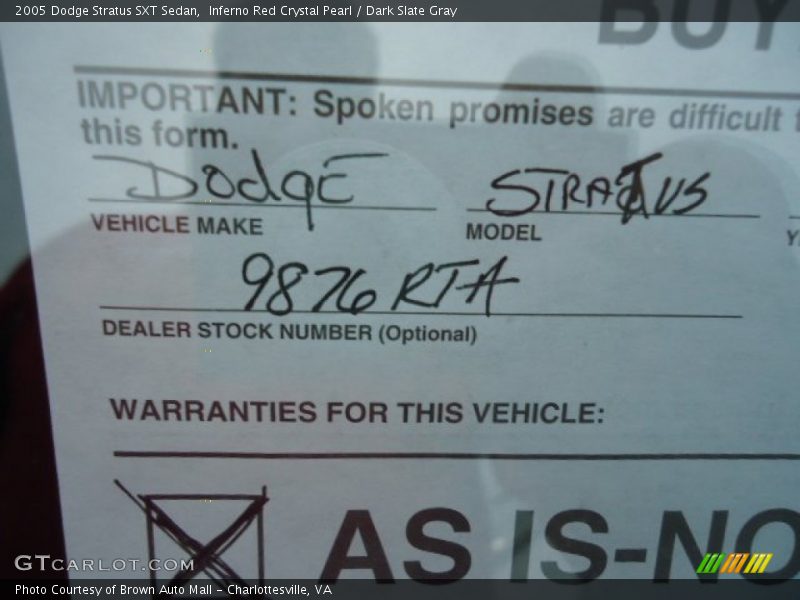 2005 Dodge Stratus SXT Sedan,  Inferno Red Crystal Pearl / Dark Slate Gray
BUY
IMPORTANT: Spoken promises are difficult
this form.
Dodge STRATUS
VEHICLE MAKE MODEL Y
9876 RTA
DEALER STOCK NUMBER (Optional)
WARRANTIES FOR THIS VEHICLE:
AS IS-NO
GTCARLOT.COM
Photo Courtesy of Brown Auto Mall - Charlottesville, VA